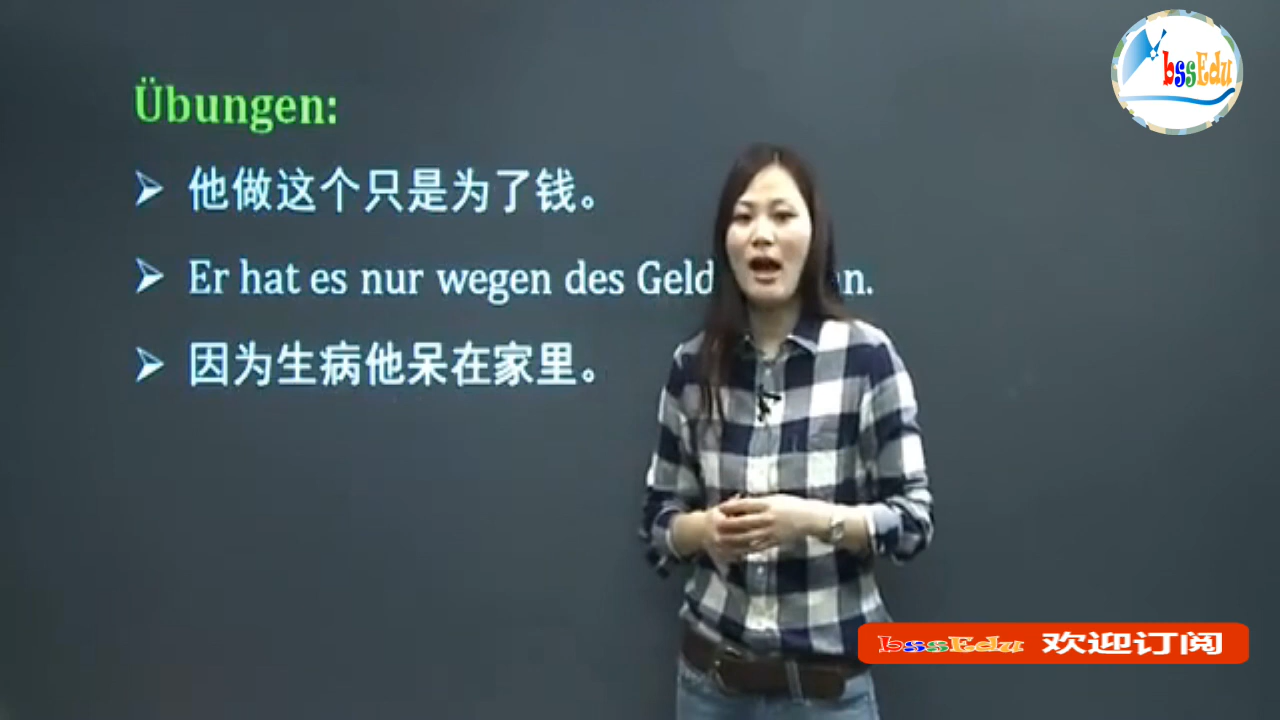 bssEdu
Übungen:
他做这个只是为了钱。
Er hat es nur wegen des
因为生病他呆在家里。
bssEdu 欢迎订阅